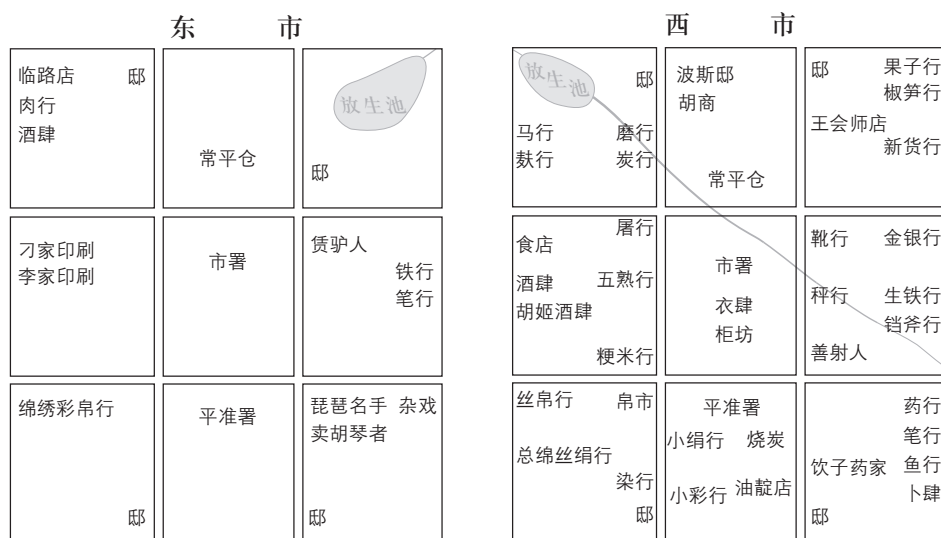 东 市
临路店 邸
肉行
酒肆
常平仓
放生池
邸
刁家印刷
李家印刷
市署
赁驴人
铁行
笔行
绵绣彩帛行
邸
平准署
琵琶名手 杂戏
卖胡琴者
邸
西 市
放生池
邸
马行 磨行
麸行 炭行
波斯邸
胡商
常平仓
邸 果子行
椒笋行
王会师店
新货行
屠行
食店
酒肆 五熟行
胡姬酒肆
粳米行
市署
衣肆
柜坊
靴行 金银行
秤行 生铁行
铛斧行
善射人
丝帛行 帛市
总绵丝绢行
染行
邸
平准署
小绢行 烧炭
小彩行 油靛店
药行
笔行
饮子药家 鱼行
卜肆
邸